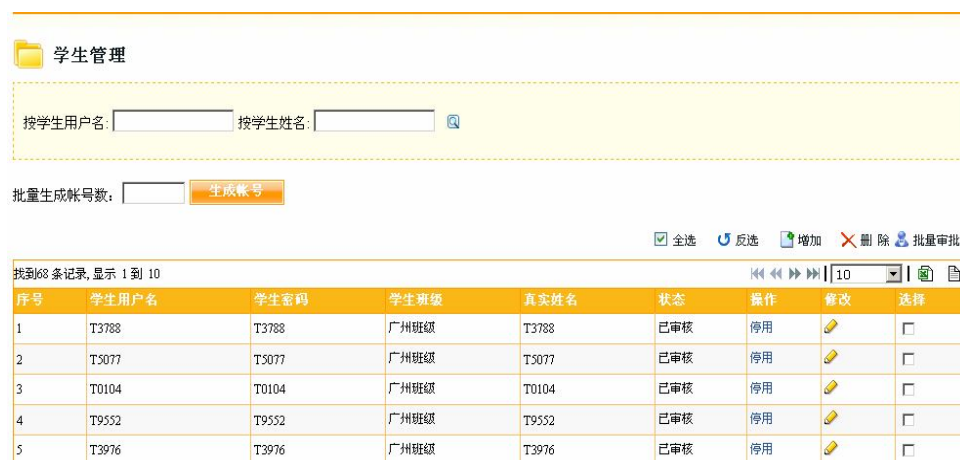 学生管理
按学生用户名: 按学生姓名:
批量生成帐号数: 生成帐号
全选 反选 增加 删 除 批量审批
找到68 条记录, 显示 1 到 10 10
序号 学生用户名 学生密码 学生班级 真实姓名 状态 操作 修改 选择
1 T3788 T3788 广州班级 T3788 已审核 停用
2 T5077 T5077 广州班级 T5077 已审核 停用
3 T0104 T0104 广州班级 T0104 已审核 停用
4 T9552 T9552 广州班级 T9552 已审核 停用
5 T3976 T3976 广州班级 T3976 已审核 停用